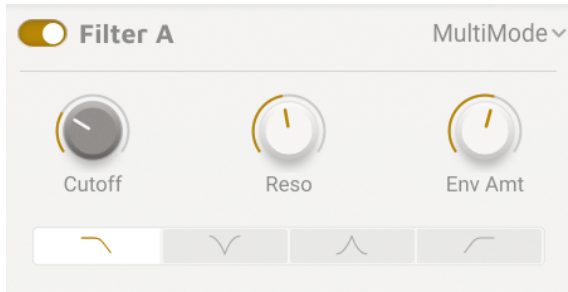 Filter A
MultiMode
Cutoff
Reso
Env Amt